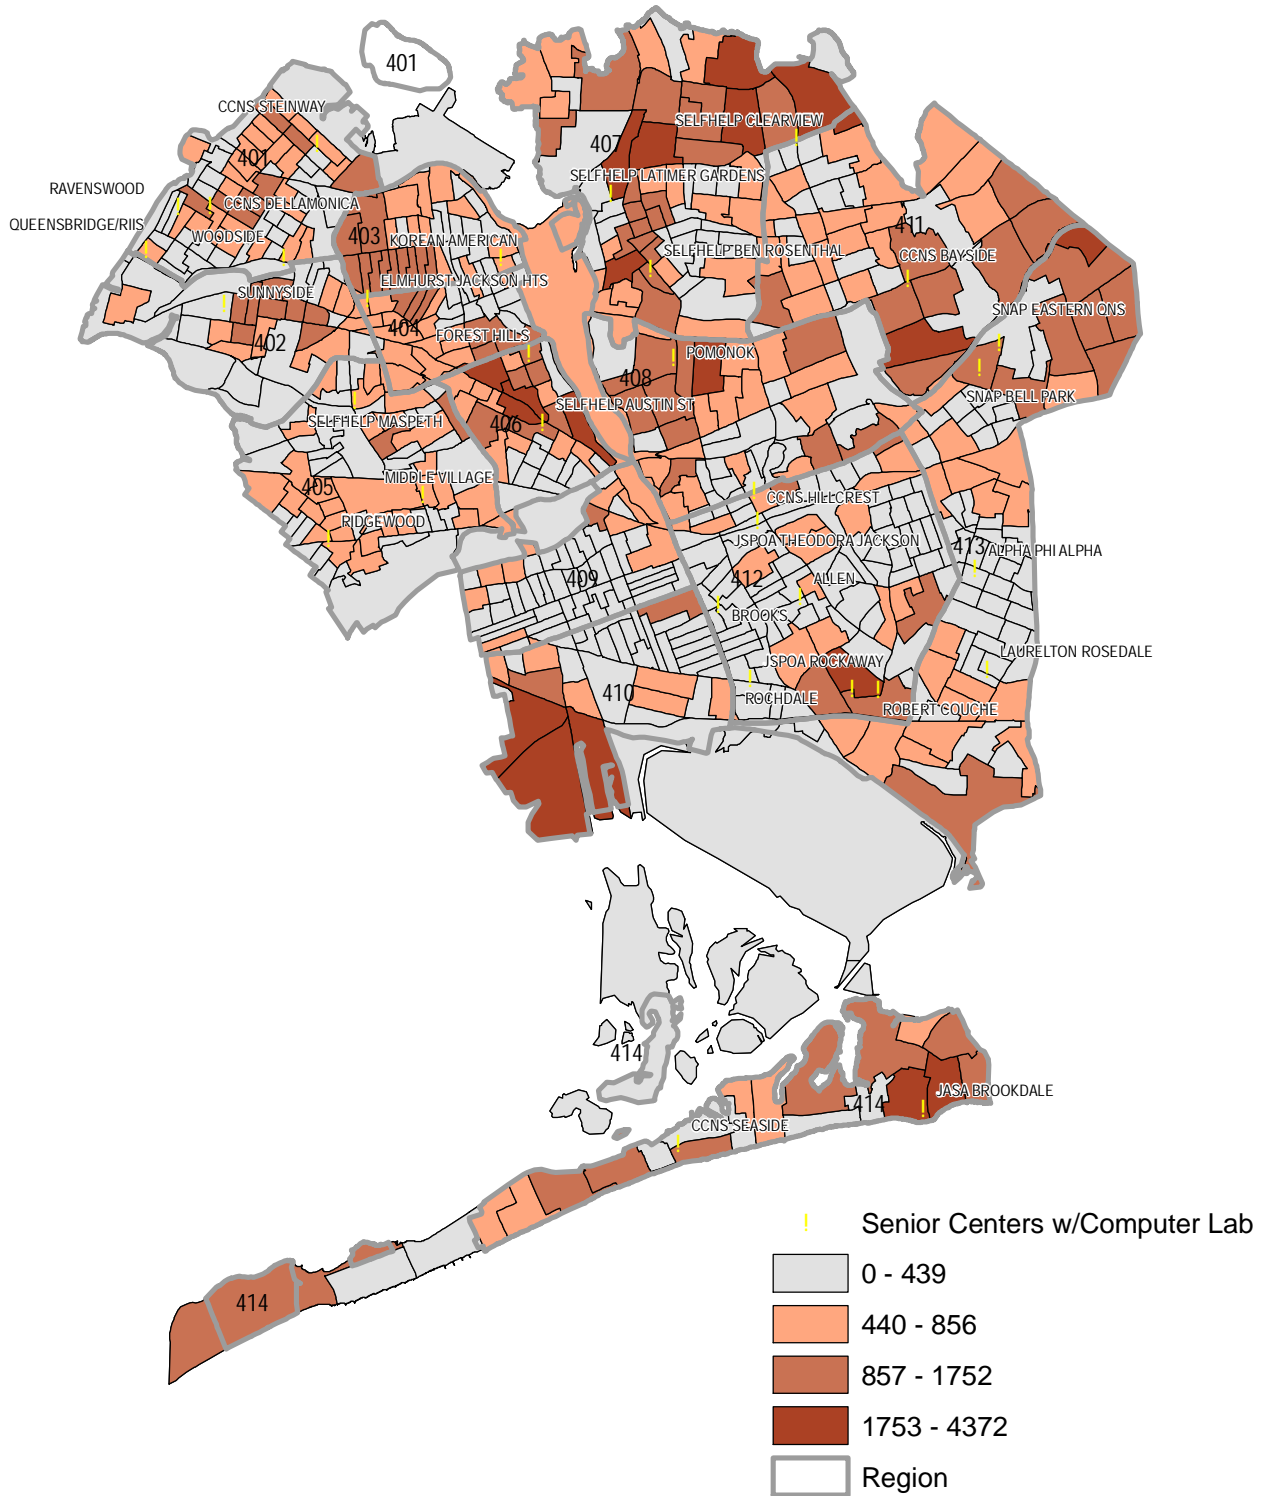 401
CCNS STEINWAY
SELFHELP CLEARVIEW
407
401
SELFHELP LATIMER GARDENS
RAVENSWOOD
CCNS DELLAMONICA
QUEENSBRIDGE/RIIS
WOODSIDE
403
KOREAN AMERICAN
411
SELFHELP BEN ROSENTHAL
CCNS BAYSIDE
ELMHURST JACKSON HTS
SUNNYSIDE
SNAP EASTERN QNS
404
FOREST HILLS
402
POMONOK
408
SNAP BELL PARK
SELFHELP AUSTIN ST
SELFHELP MASPETH
406
MIDDLE VILLAGE
405
CCNS HILLCREST
RIDGEWOOD
JSPOA THEODORA JACKSON
413
ALPHA PHI ALPHA
409
412
ALLEN
BROOKS
LAURELTON ROSEDALE
JSPOA ROCKAWAY
410
ROCHDALE
ROBERT COUCHE
414
JASA BROOKDALE
414
CCNS SEASIDE
! Senior Centers w/Computer Lab
0 - 439
414
440 - 856
857 - 1752
1753 - 4372
Region